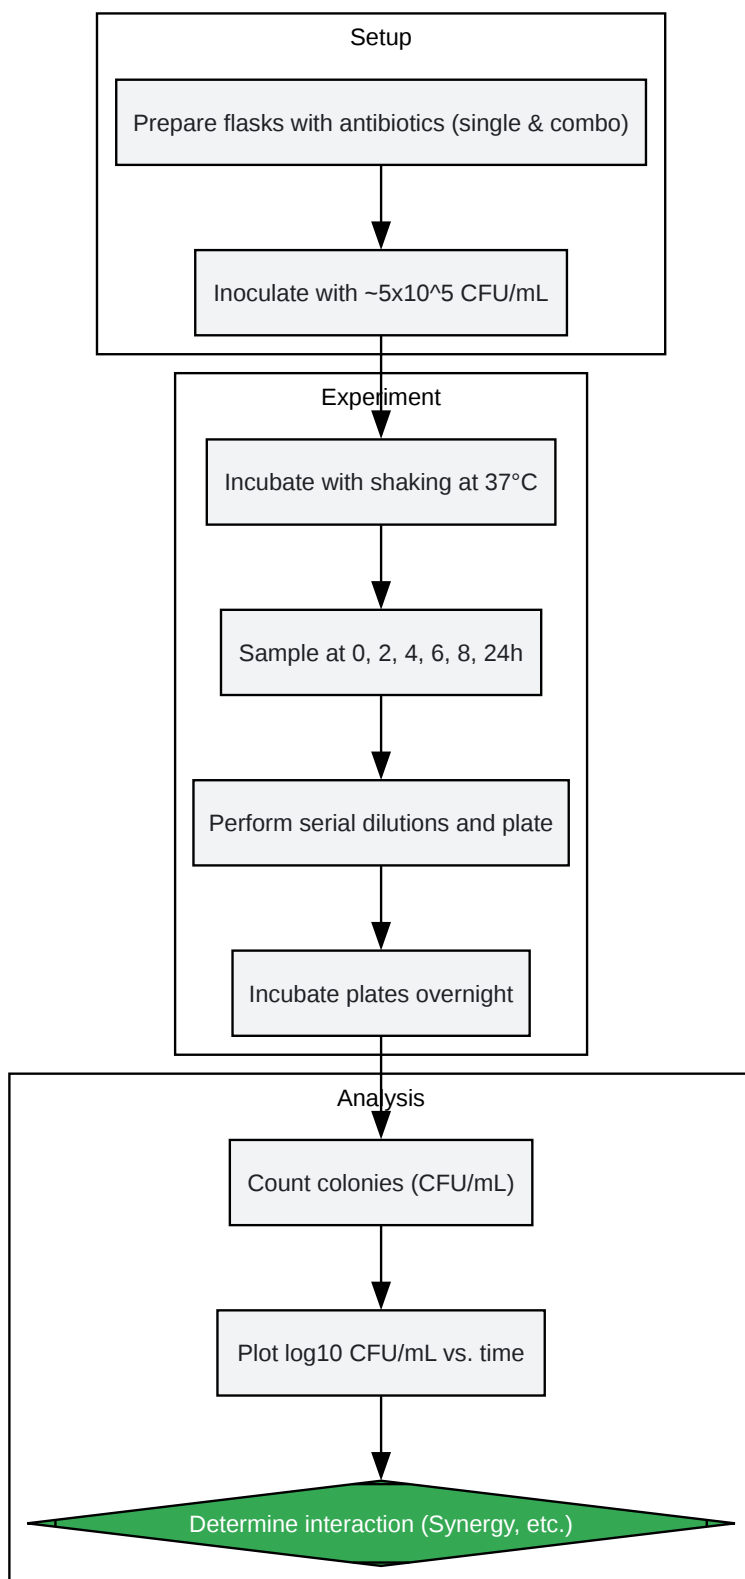 Setup
Prepare flasks with antibiotics (single & combo)
Inoculate with ~5x10^5 CFU/mL
Experiment
Incubate with shaking at 37°C
Sample at 0, 2, 4, 6, 8, 24h
Perform serial dilutions and plate
Incubate plates overnight
Analysis
Count colonies (CFU/mL)
Plot log10 CFU/mL vs. time
Determine interaction (Synergy, etc.)